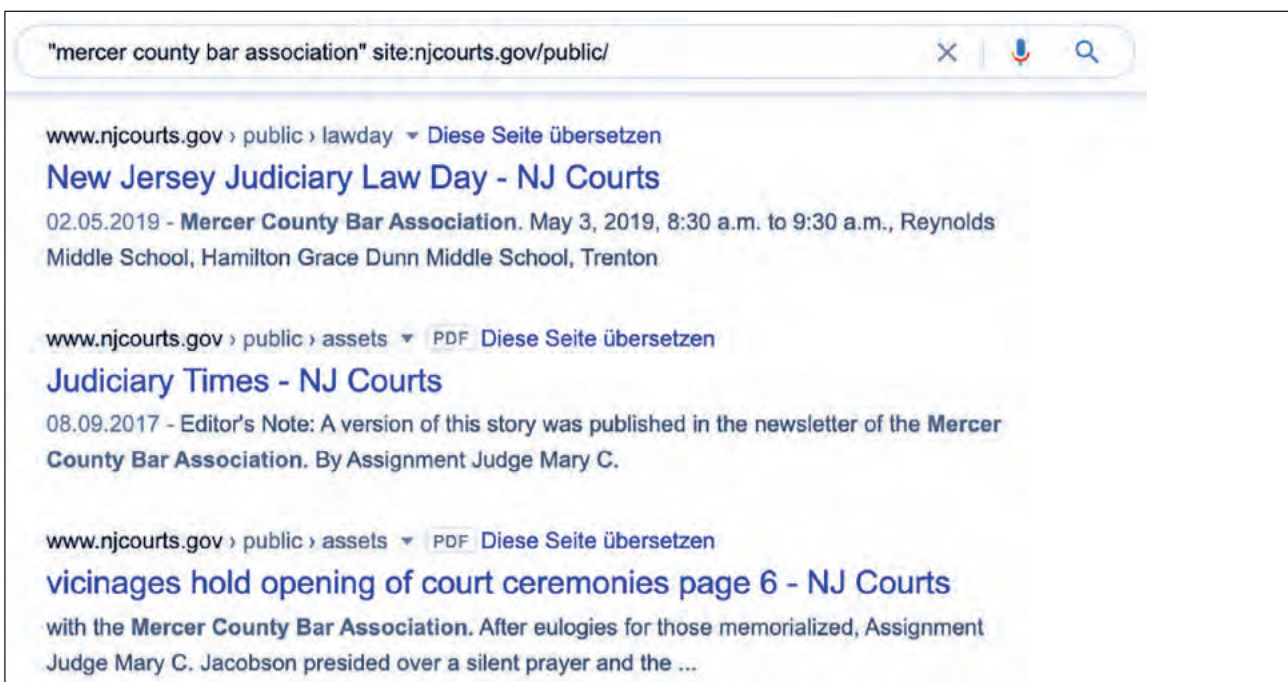 "mercer county bar association" site:njcourts.gov/public/
www.njcourts.gov › public › lawday ▾ Diese Seite übersetzen
New Jersey Judiciary Law Day - NJ Courts
02.05.2019 - Mercer County Bar Association. May 3, 2019, 8:30 a.m. to 9:30 a.m., Reynolds
Middle School, Hamilton Grace Dunn Middle School, Trenton
www.njcourts.gov › public › assets ▾ PDF Diese Seite übersetzen
Judiciary Times - NJ Courts
08.09.2017 - Editor's Note: A version of this story was published in the newsletter of the Mercer
County Bar Association. By Assignment Judge Mary C.
www.njcourts.gov › public › assets ▾ PDF Diese Seite übersetzen
vicinages hold opening of court ceremonies page 6 - NJ Courts
with the Mercer County Bar Association. After eulogies for those memorialized, Assignment
Judge Mary C. Jacobson presided over a silent prayer and the ...